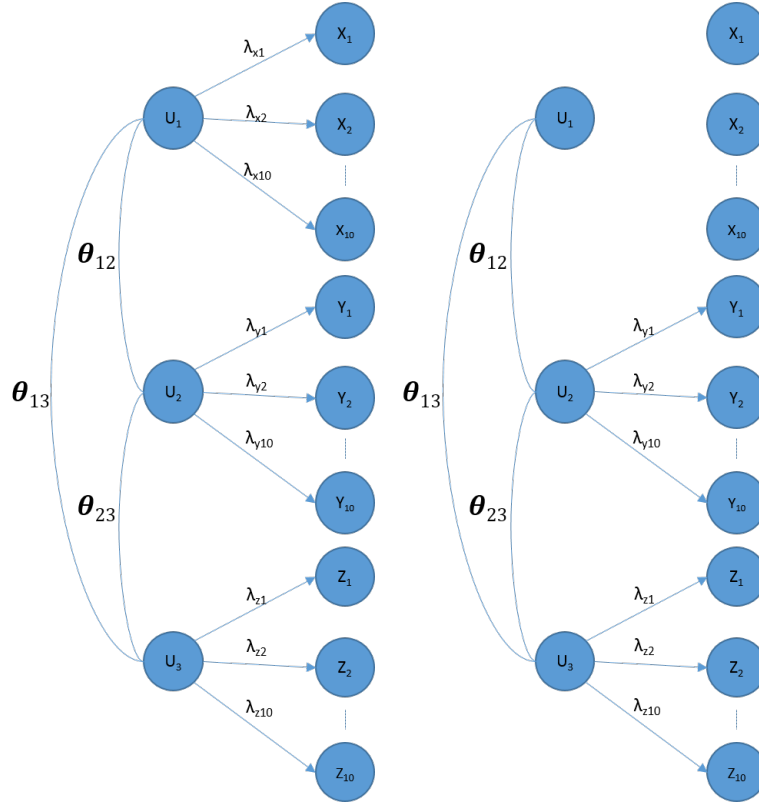 X₁
λₓ₁
U₁
λₓ₂
X₂
λₓ₁₀
X₁₀
θ₁₂
Y₁
λy₁
θ₁₃
U₂
λy₂
Y₂
λy₁₀
θ₂₃
Y₁₀
Z₁
λz₁
U₃
λz₂
Z₂
λz₁₀
Z₁₀
X₁
U₁
X₂
X₁₀
θ₁₂
Y₁
λy₁
θ₁₃
U₂
λy₂
Y₂
λy₁₀
θ₂₃
Y₁₀
Z₁
λz₁
U₃
λz₂
Z₂
λz₁₀
Z₁₀